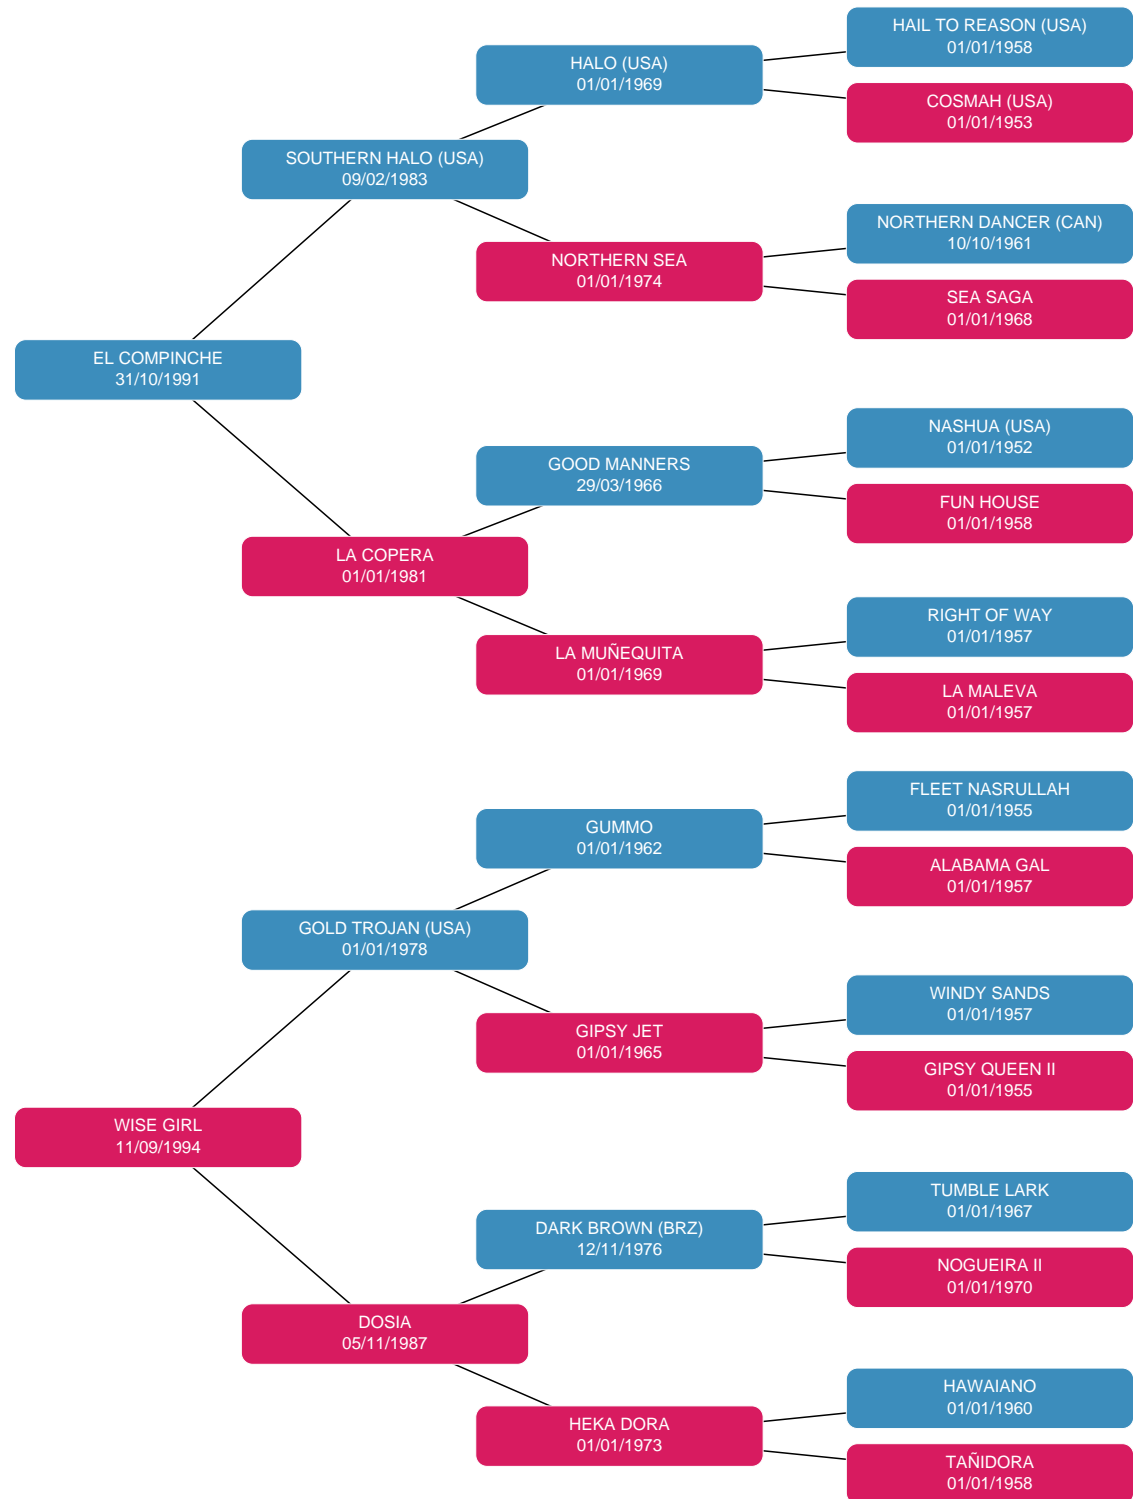 HAIL TO REASON (USA)
01/01/1958
HALO (USA)
01/01/1969
COSMAH (USA)
01/01/1953
SOUTHERN HALO (USA)
09/02/1983
NORTHERN DANCER (CAN)
10/10/1961
NORTHERN SEA
01/01/1974
SEA SAGA
01/01/1968
EL COMPINCHE
31/10/1991
NASHUA (USA)
01/01/1952
GOOD MANNERS
29/03/1966
FUN HOUSE
01/01/1958
LA COPERA
01/01/1981
RIGHT OF WAY
01/01/1957
LA MUÑEQUITA
01/01/1969
LA MALEVA
01/01/1957
FLEET NASRULLAH
01/01/1955
GUMMO
01/01/1962
ALABAMA GAL
01/01/1957
GOLD TROJAN (USA)
01/01/1978
WINDY SANDS
01/01/1957
GIPSY JET
01/01/1965
GIPSY QUEEN II
01/01/1955
WISE GIRL
11/09/1994
TUMBLE LARK
01/01/1967
DARK BROWN (BRZ)
12/11/1976
NOGUEIRA II
01/01/1970
DOSIA
05/11/1987
HAWAIANO
01/01/1960
HEKA DORA
01/01/1973
TAÑIDORA
01/01/1958